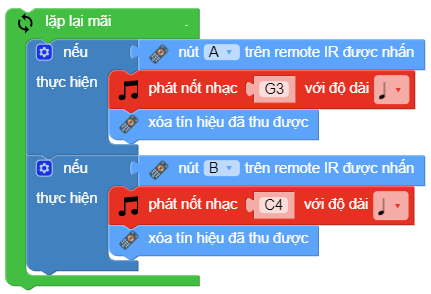 lặp lại mãi
nếu nút A trên remote IR được nhấn
thực hiện phát nốt nhạc G3 với độ dài
xóa tín hiệu đã thu được
nếu nút B trên remote IR được nhấn
thực hiện phát nốt nhạc C4 với độ dài
xóa tín hiệu đã thu được